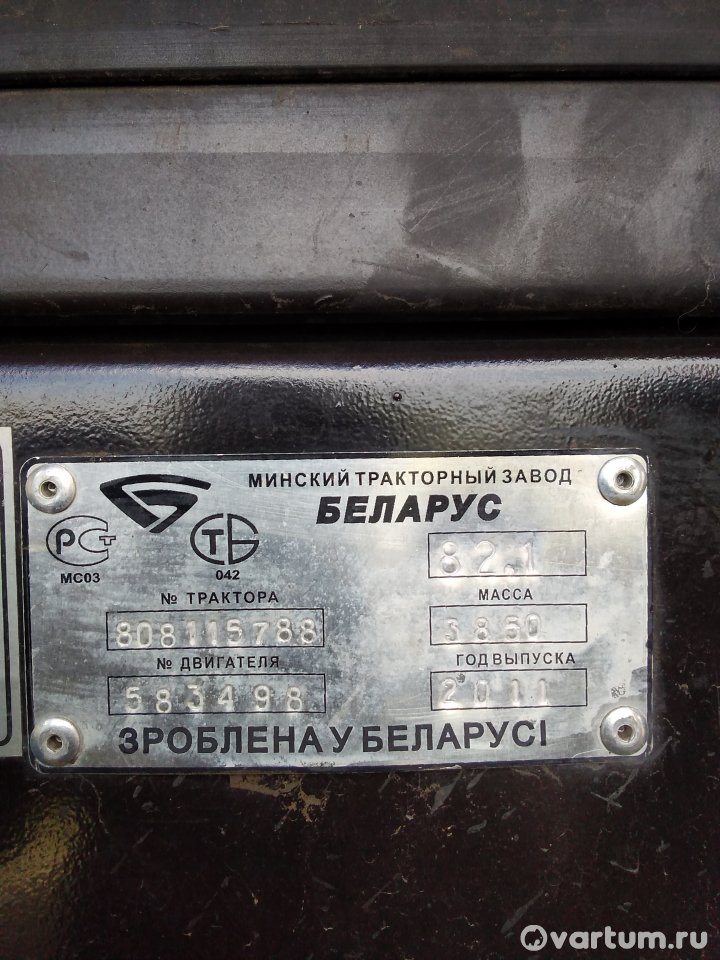 МИНСКИЙ ТРАКТОРНЫЙ ЗАВОД
БЕЛАРУС
РСТ
МС03
СТБ
042
82.1
№ ТРАКТОРА
808115788
МАССА
3850
№ ДВИГАТЕЛЯ
583498
ГОД ВЫПУСКА
2011
ЗРОБЛЕНА У БЕЛАРУСІ
vartum.ru